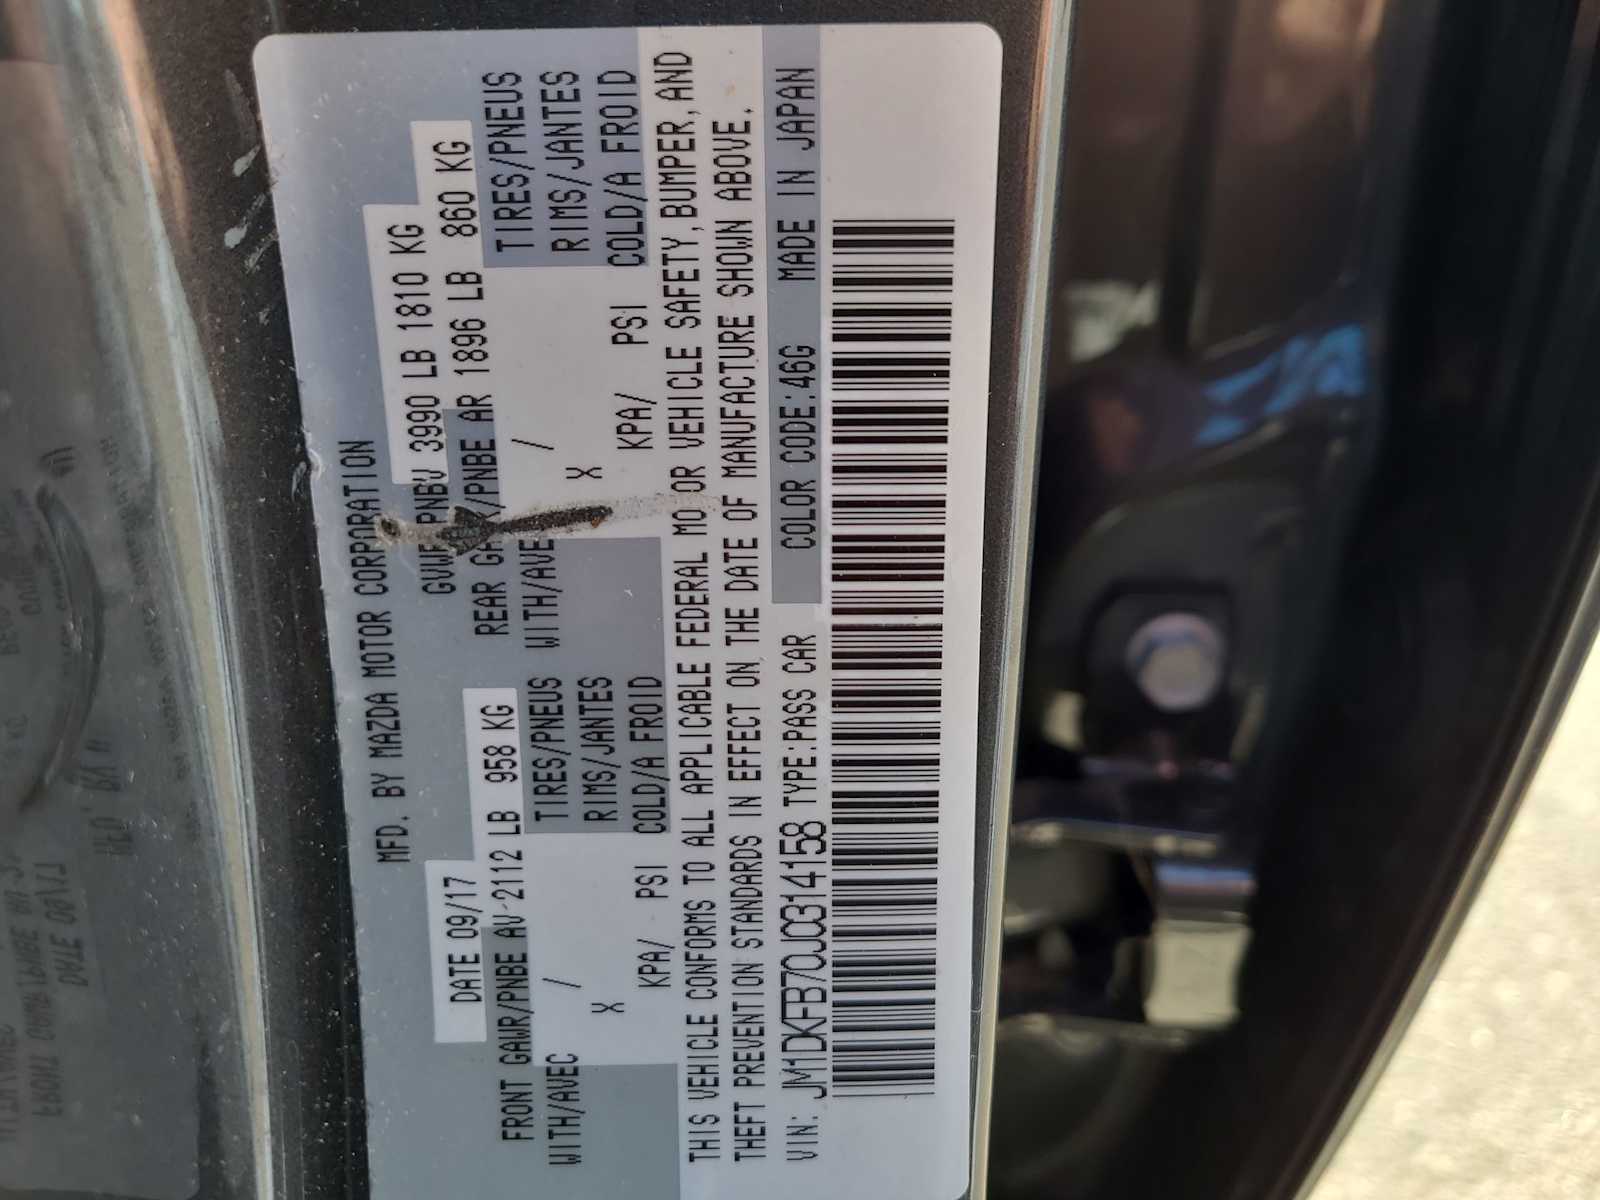 MFD. BY MAZDA MOTOR CORPORATION
DATE 09/17 GVWR/PNBV 3990 LB 1810 KG
FRONT GAWR/PNBE AV 2112 LB 958 KG REAR GAWR/PNBE AR 1896 LB 860 KG
WITH/AVEC / TIRES/PNEUS WITH/AVEC / TIRES/PNEUS
X RIMS/JANTES X RIMS/JANTES
KPA/ PSI COLD/A FROID KPA/ PSI COLD/A FROID
THIS VEHICLE CONFORMS TO ALL APPLICABLE FEDERAL MOTOR VEHICLE SAFETY, BUMPER, AND
THEFT PREVENTION STANDARDS IN EFFECT ON THE DATE OF MANUFACTURE SHOWN ABOVE.
VIN: JM1DKFB70J0314158 TYPE:PASS CAR COLOR CODE:46G MADE IN JAPAN